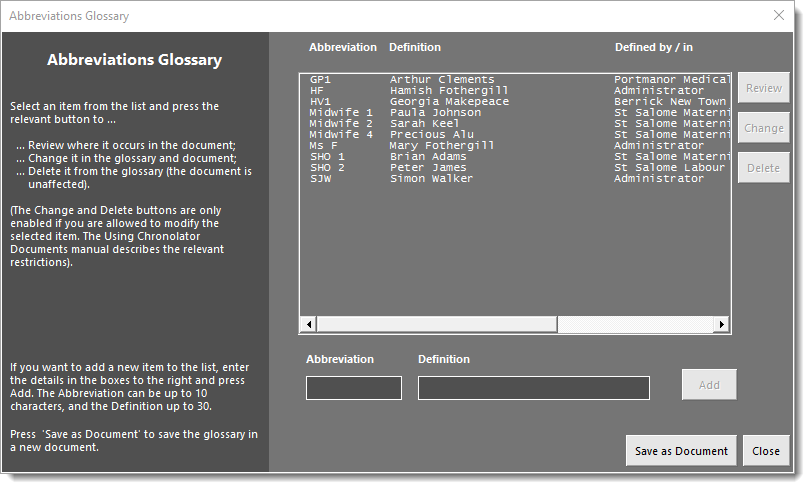 Abbreviations Glossary
Abbreviations Glossary
Select an item from the list and press the
relevant button to ...
... Review where it occurs in the document;
... Change it in the glossary and document;
... Delete it from the glossary (the document is
unaffected).
(The Change and Delete buttons are only
enabled if you are allowed to modify the
selected item. The Using Chronolator
Documents manual describes the relevant
restrictions).
If you want to add a new item to the list, enter
the details in the boxes to the right and press
Add. The Abbreviation can be up to 10
characters, and the Definition up to 30.
Press 'Save as Document' to save the glossary in
a new document.
Abbreviation Definition Defined by / in
GP1 Arthur Clements Portmanor Medical
HF Hamish Fothergill Administrator
HV1 Georgia Makepeace Berrick New Town
Midwife 1 Paula Johnson St Salome Materni
Midwife 2 Sarah Keel St Salome Materni
Midwife 4 Precious Alu St Salome Materni
Ms F Mary Fothergill Administrator
SHO 1 Brian Adams St Salome Materni
SHO 2 Peter James St Salome Labour
SJW Simon Walker Administrator
Review
Change
Delete
Abbreviation Definition
Add
Save as Document Close